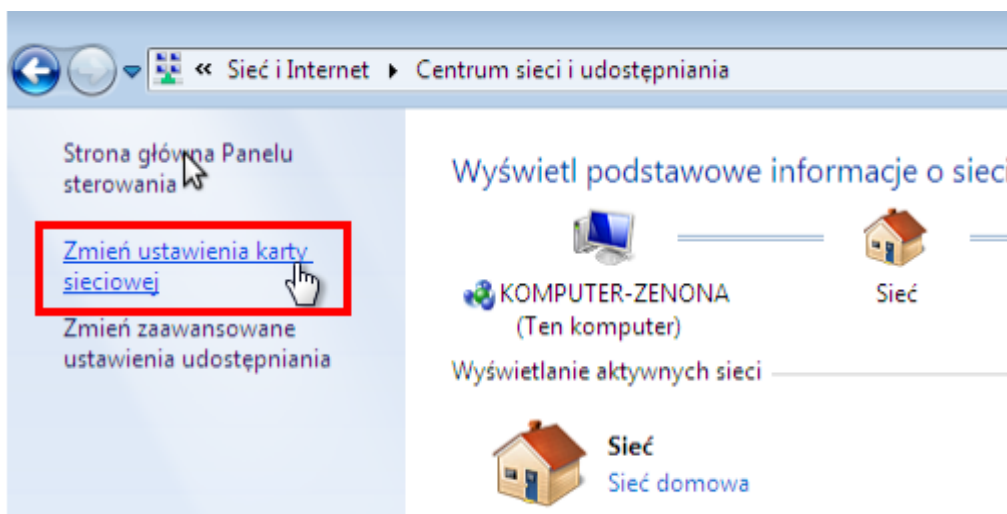 « Sieć i Internet ▸ Centrum sieci i udostępniania
Strona główna Panelu
sterowania
Zmień ustawienia karty
sieciowej
Zmień zaawansowane
ustawienia udostępniania
Wyświetl podstawowe informacje o sieci
KOMPUTER-ZENONA
(Ten komputer)
Sieć
Wyświetlanie aktywnych sieci
Sieć
Sieć domowa